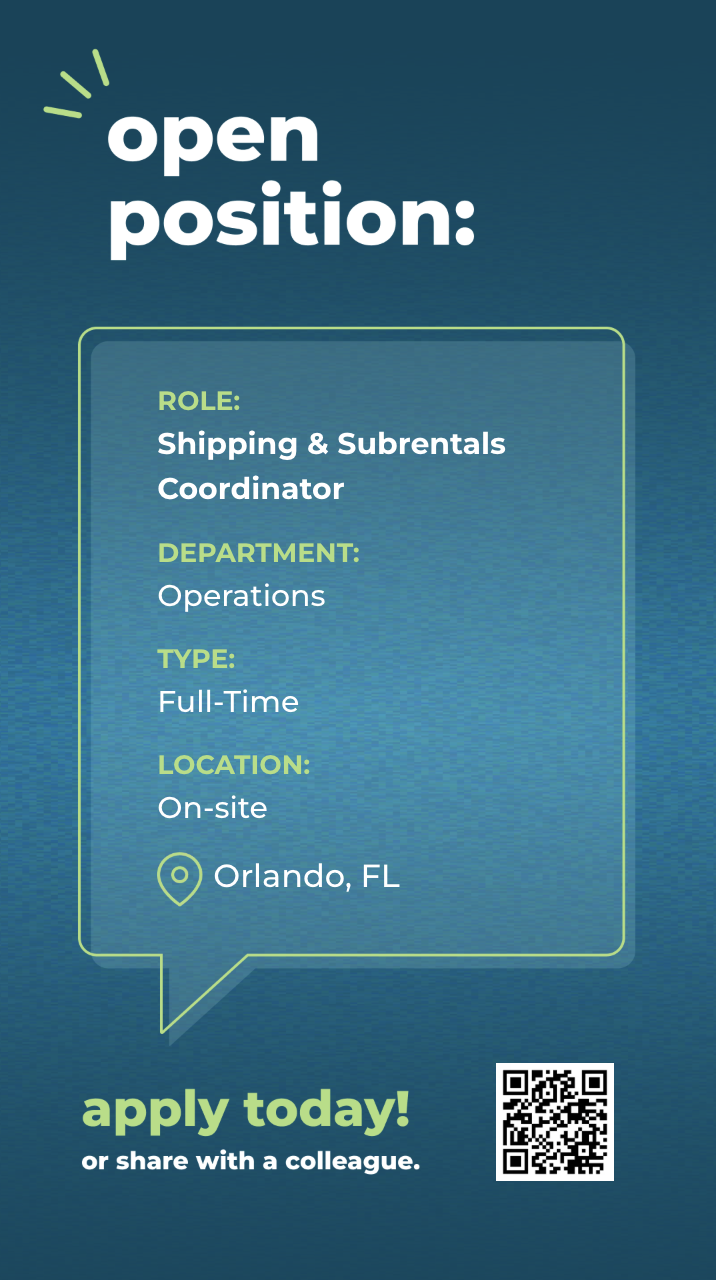 open
position:
ROLE:
Shipping & Subrentals
Coordinator
DEPARTMENT:
Operations
TYPE:
Full-Time
LOCATION:
On-site
Orlando, FL
apply today!
or share with a colleague.